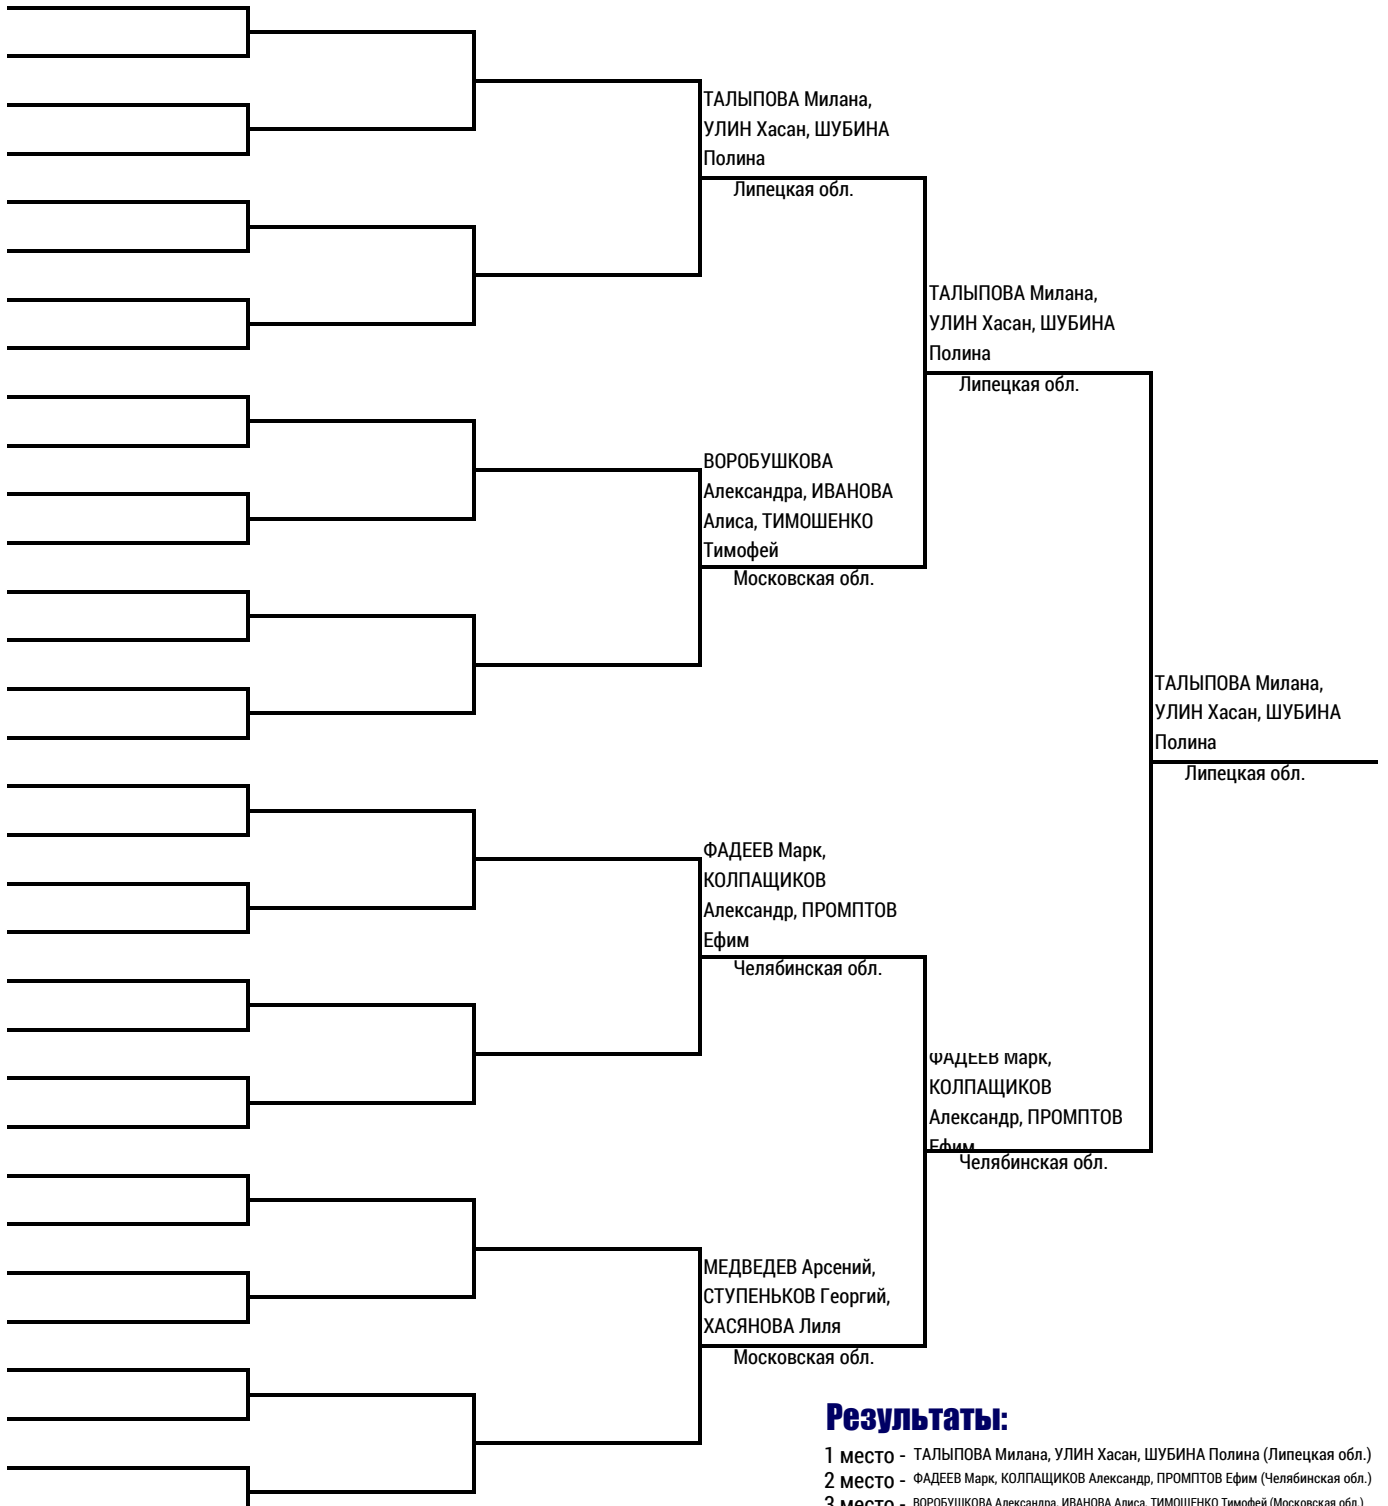 ТАЛЫПОВА Милана,
УЛИН Хасан, ШУБИНА
Полина
Липецкая обл.
ТАЛЫПОВА Милана,
УЛИН Хасан, ШУБИНА
Полина
Липецкая обл.
ВОРОБУШКОВА
Александра, ИВАНОВА
Алиса, ТИМОШЕНКО
Тимофей
Московская обл.
ТАЛЫПОВА Милана,
УЛИН Хасан, ШУБИНА
Полина
Липецкая обл.
ФАДЕЕВ Марк,
КОЛПАЩИКОВ
Александр, ПРОМПТОВ
Ефим
Челябинская обл.
ФАДЕЕВ Марк,
КОЛПАЩИКОВ
Александр, ПРОМПТОВ
Ефим
Челябинская обл.
МЕДВЕДЕВ Арсений,
СТУПЕНЬКОВ Георгий,
ХАСЯНОВА Лиля
Московская обл.
Результаты:
1 место - ТАЛЫПОВА Милана, УЛИН Хасан, ШУБИНА Полина (Липецкая обл.)
2 место - ФАДЕЕВ Марк, КОЛПАЩИКОВ Александр, ПРОМПТОВ Ефим (Челябинская обл.)
3 место - ВОРОБУШКОВА Александра, ИВАНОВА Алиса, ТИМОШЕНКО Тимофей (Московская обл.)